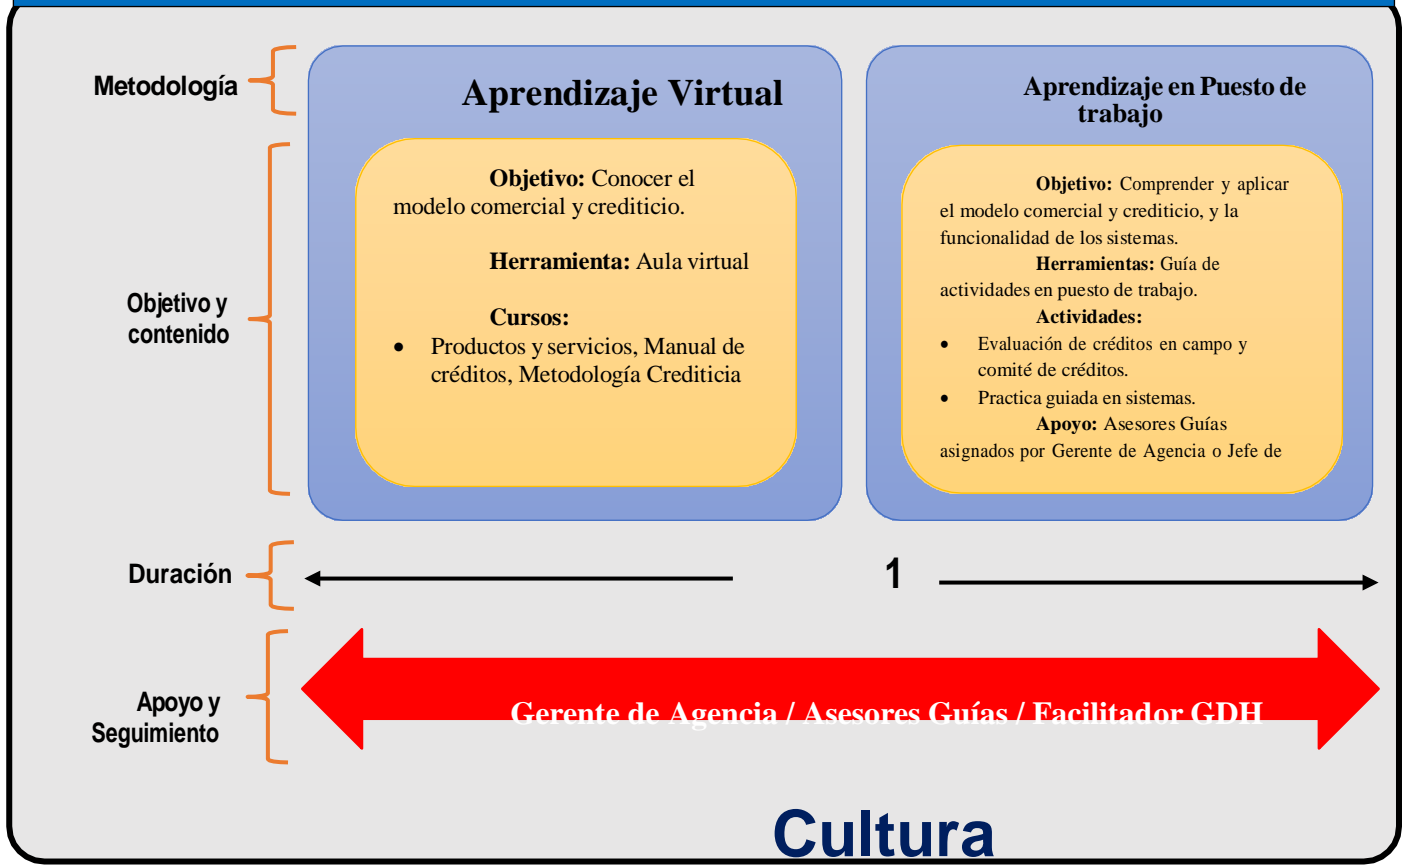 Metodología
Aprendizaje Virtual
Aprendizaje en Puesto de
trabajo
Objetivo y
contenido
Objetivo: Conocer el
modelo comercial y crediticio.
Herramienta: Aula virtual
Cursos:
• Productos y servicios, Manual de
créditos, Metodología Crediticia
Objetivo: Comprender y aplicar
el modelo comercial y crediticio, y la
funcionalidad de los sistemas.
Herramientas: Guía de
actividades en puesto de trabajo.
Actividades:
• Evaluación de créditos en campo y
comité de créditos.
• Practica guiada en sistemas.
Apoyo: Asesores Guías
asignados por Gerente de Agencia o Jefe de
Duración
1
Apoyo y
Seguimiento
Gerente de Agencia / Asesores Guías / Facilitador GDH
Cultura